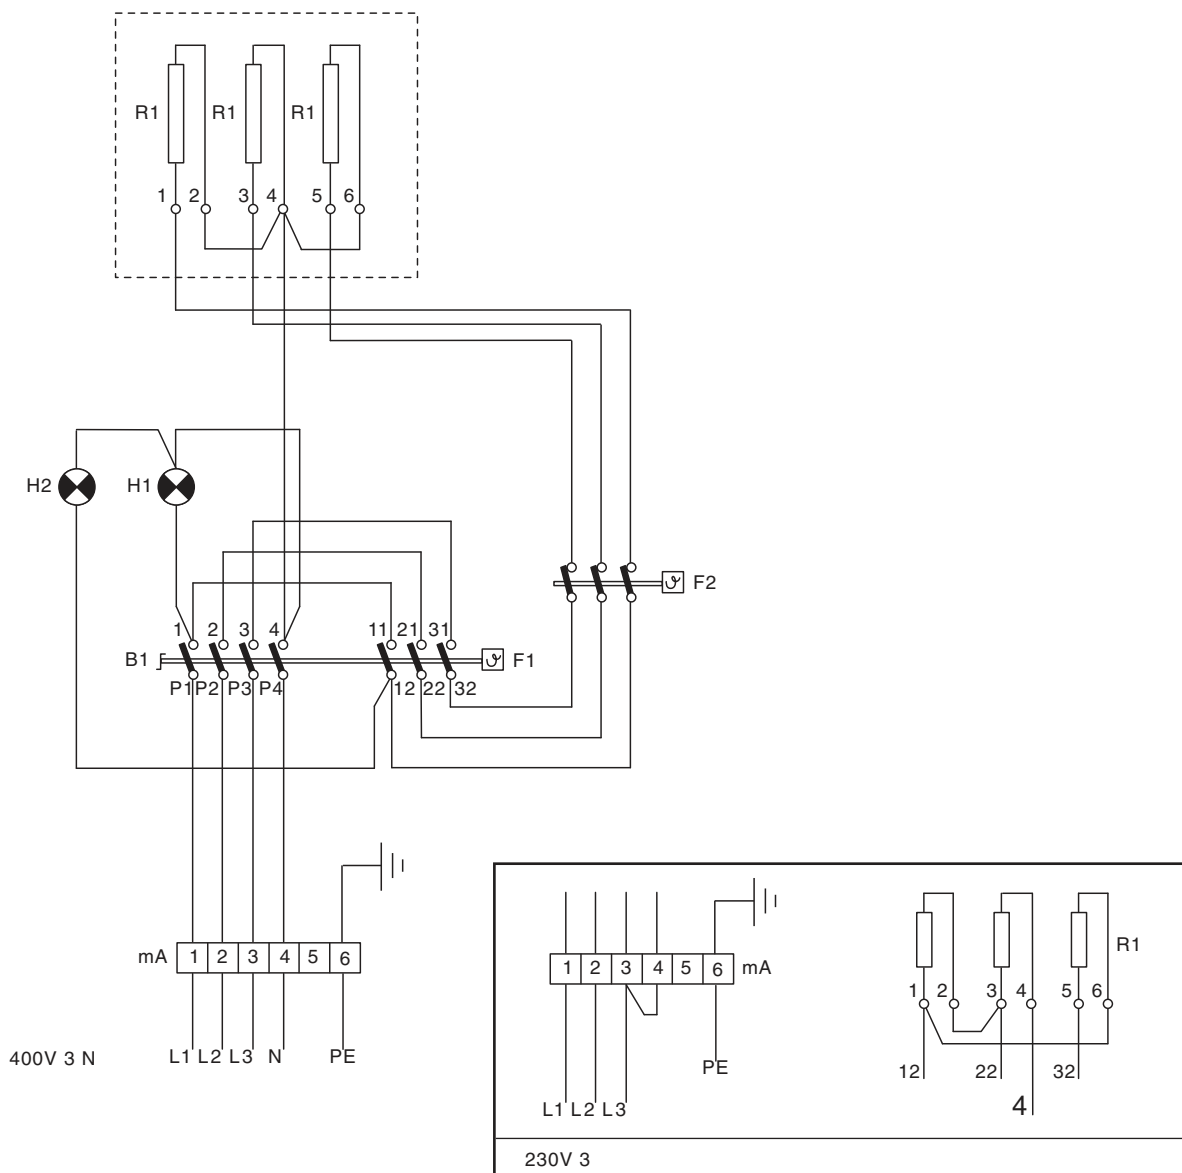 R1 R1 R1
1 2 3 4 5 6
H2 H1
ϑ F2
1 2 3 4 11 21 31
B1 ϑ F1
P1 P2 P3 P4 12 22 32
mA 1 2 3 4 5 6
400V 3 N L1 L2 L3 N PE
R1
1 2 3 4 5 6
1 2 3 4 5 6 mA
PE 12 22 32
L1 L2 L3 4
230V 3